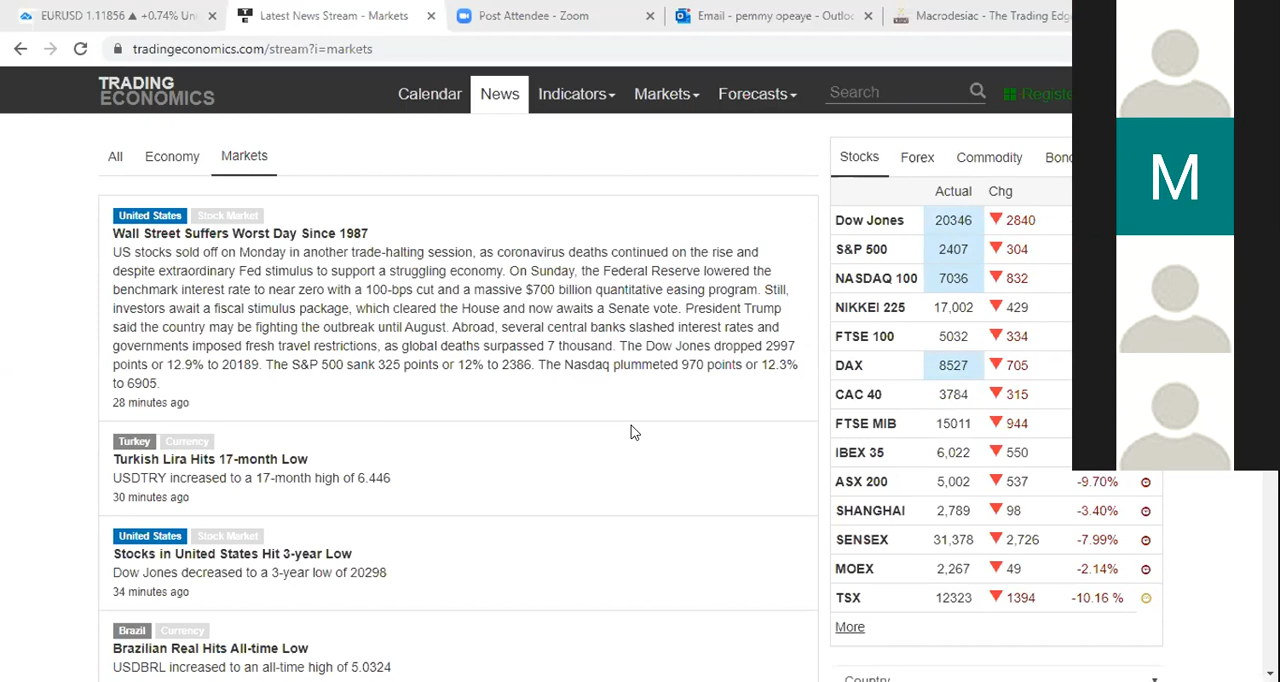 EURUSD 1.11856 ▲ +0.74% Un
Latest News Stream - Markets
Post Attendee - Zoom
Email - pemmy opeaye - Outlo
Macrodesiac - The Trading Edg
tradingeconomics.com/stream?i=markets
TRADING
ECONOMICS
Calendar News Indicators Markets Forecasts Search Registe
All Economy Markets
United States Stock Market
Wall Street Suffers Worst Day Since 1987
US stocks sold off on Monday in another trade-halting session, as coronavirus deaths continued on the rise and
despite extraordinary Fed stimulus to support a struggling economy. On Sunday, the Federal Reserve lowered the
benchmark interest rate to near zero with a 100-bps cut and a massive $700 billion quantitative easing program. Still,
investors await a fiscal stimulus package, which cleared the House and now awaits a Senate vote. President Trump
said the country may be fighting the outbreak until August. Abroad, several central banks slashed interest rates and
governments imposed fresh travel restrictions, as global deaths surpassed 7 thousand. The Dow Jones dropped 2997
points or 12.9% to 20189. The S&P 500 sank 325 points or 12% to 2386. The Nasdaq plummeted 970 points or 12.3%
to 6905.
28 minutes ago
Turkey Currency
Turkish Lira Hits 17-month Low
USDTRY increased to a 17-month high of 6.446
30 minutes ago
United States Stock Market
Stocks in United States Hit 3-year Low
Dow Jones decreased to a 3-year low of 20298
34 minutes ago
Brazil Currency
Brazilian Real Hits All-time Low
USDBRL increased to an all-time high of 5.0324
Stocks Forex Commodity Bon
Actual Chg
Dow Jones 20346 ▼ 2840
S&P 500 2407 ▼ 304
NASDAQ 100 7036 ▼ 832
NIKKEI 225 17,002 ▼ 429
FTSE 100 5032 ▼ 334
DAX 8527 ▼ 705
CAC 40 3784 ▼ 315
FTSE MIB 15011 ▼ 944
IBEX 35 6,022 ▼ 550
ASX 200 5,002 ▼ 537 -9.70%
SHANGHAI 2,789 ▼ 98 -3.40%
SENSEX 31,378 ▼ 2,726 -7.99%
MOEX 2,267 ▼ 49 -2.14%
TSX 12323 ▼ 1394 -10.16 %
More
Country
M